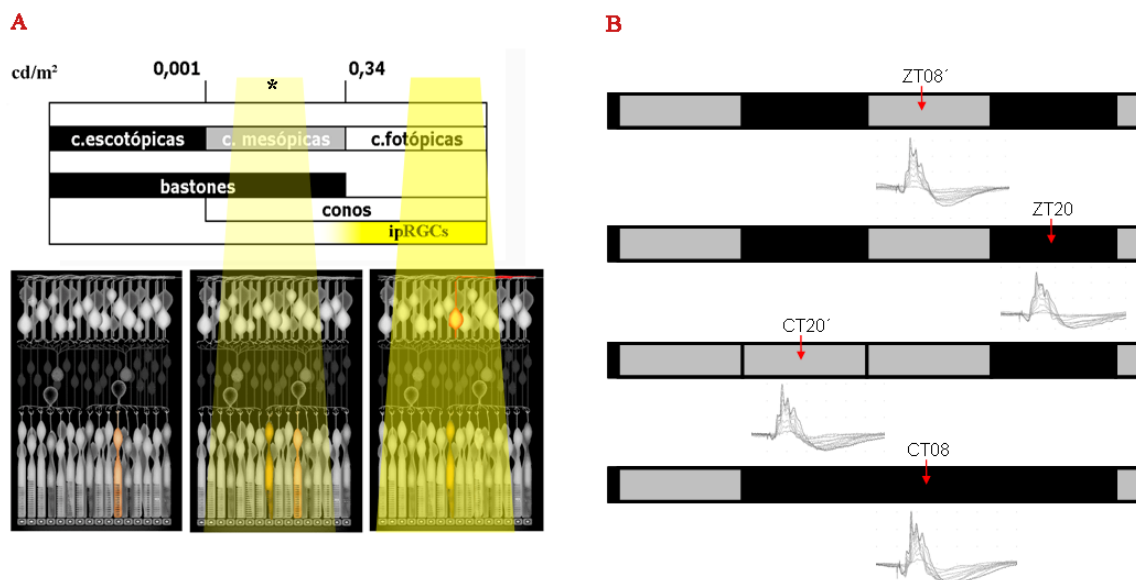 A
cd/m² 0,001 0,34
*
c.escotópicas c. mesópicas c.fotópicas
bastones
conos
ipRGCs
B
ZT08´
ZT20
CT20´
CT08